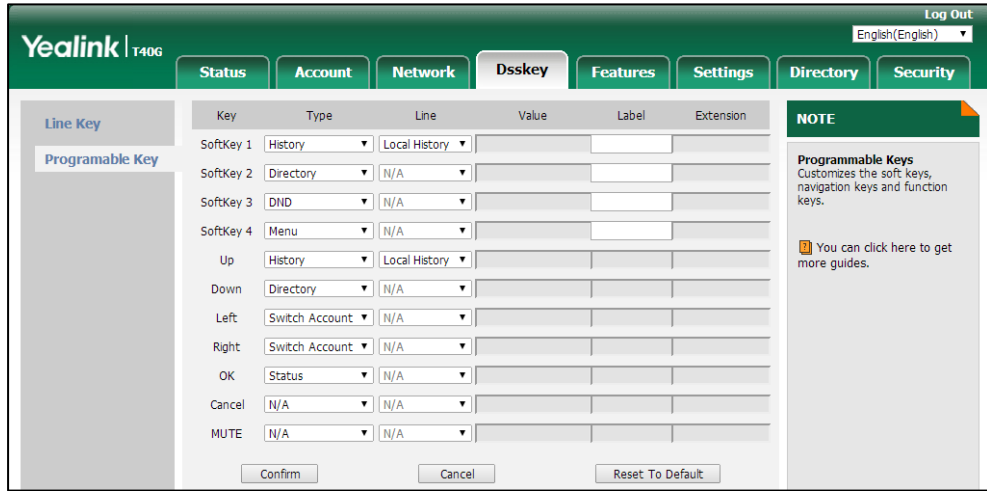 Log Out
Yealink T40G
English(English)
Status Account Network Dsskey Features Settings Directory Security
Line Key
Programable Key
Key Type Line Value Label Extension
SoftKey 1 History Local History
SoftKey 2 Directory N/A
SoftKey 3 DND N/A
SoftKey 4 Menu N/A
Up History Local History
Down Directory N/A
Left Switch Account N/A
Right Switch Account N/A
OK Status N/A
Cancel N/A N/A
MUTE N/A N/A
Confirm Cancel Reset To Default
NOTE
Programmable Keys
Customizes the soft keys,
navigation keys and function
keys.
? You can click here to get
more guides.